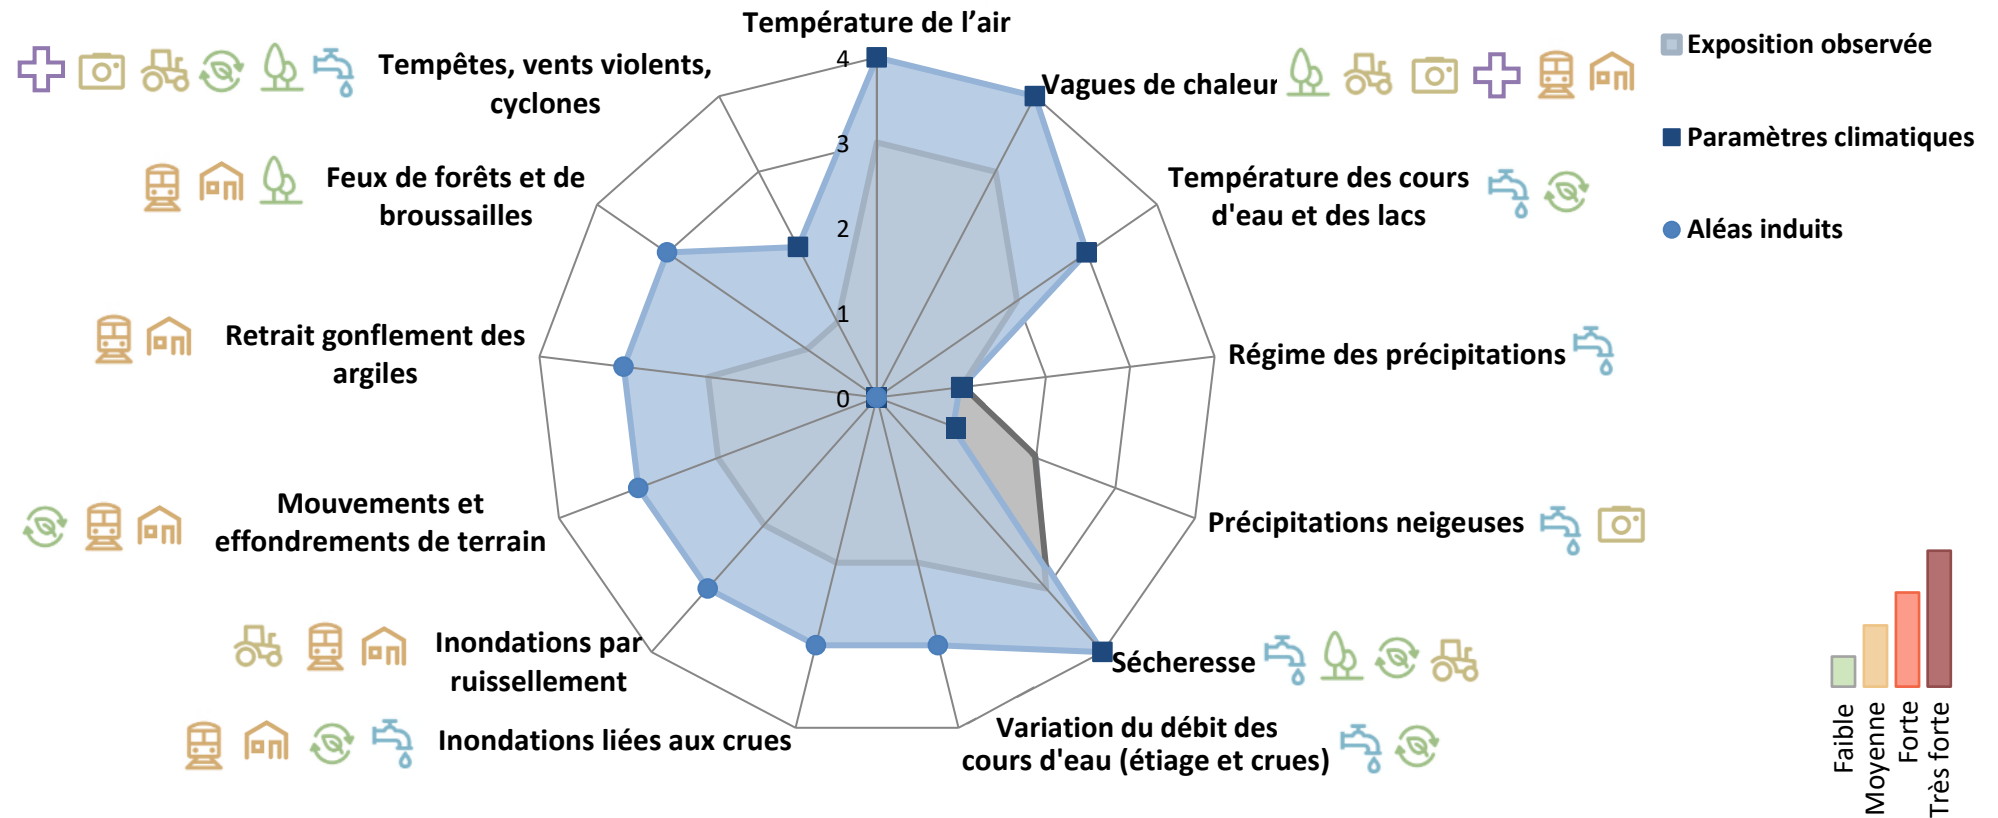 Température de l’air
Exposition observée
Tempêtes, vents violents,
cyclones
Vagues de chaleur
Paramètres climatiques
Feux de forêts et de
broussailles
Température des cours
d'eau et des lacs
Aléas induits
4
3
2
1
0
Retrait gonflement des
argiles
Régime des précipitations
Mouvements et
effondrements de terrain
Précipitations neigeuses
Inondations par
ruissellement
Sécheresse
Inondations liées aux crues
Variation du débit des
cours d'eau (étiage et crues)
Faible
Moyenne
Forte
Très forte